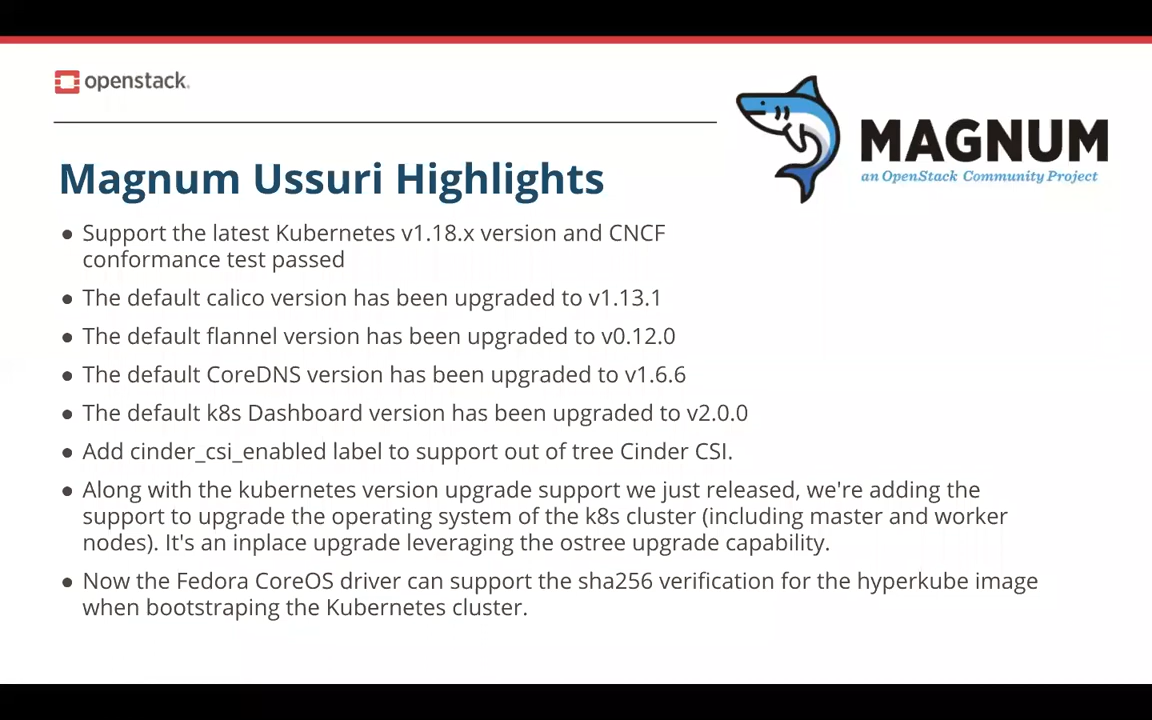 openstack.
MAGNUM
an OpenStack Community Project
Magnum Ussuri Highlights
● Support the latest Kubernetes v1.18.x version and CNCF
conformance test passed
● The default calico version has been upgraded to v1.13.1
● The default flannel version has been upgraded to v0.12.0
● The default CoreDNS version has been upgraded to v1.6.6
● The default k8s Dashboard version has been upgraded to v2.0.0
● Add cinder_csi_enabled label to support out of tree Cinder CSI.
● Along with the kubernetes version upgrade support we just released, we're adding the
support to upgrade the operating system of the k8s cluster (including master and worker
nodes). It's an inplace upgrade leveraging the ostree upgrade capability.
● Now the Fedora CoreOS driver can support the sha256 verification for the hyperkube image
when bootstraping the Kubernetes cluster.